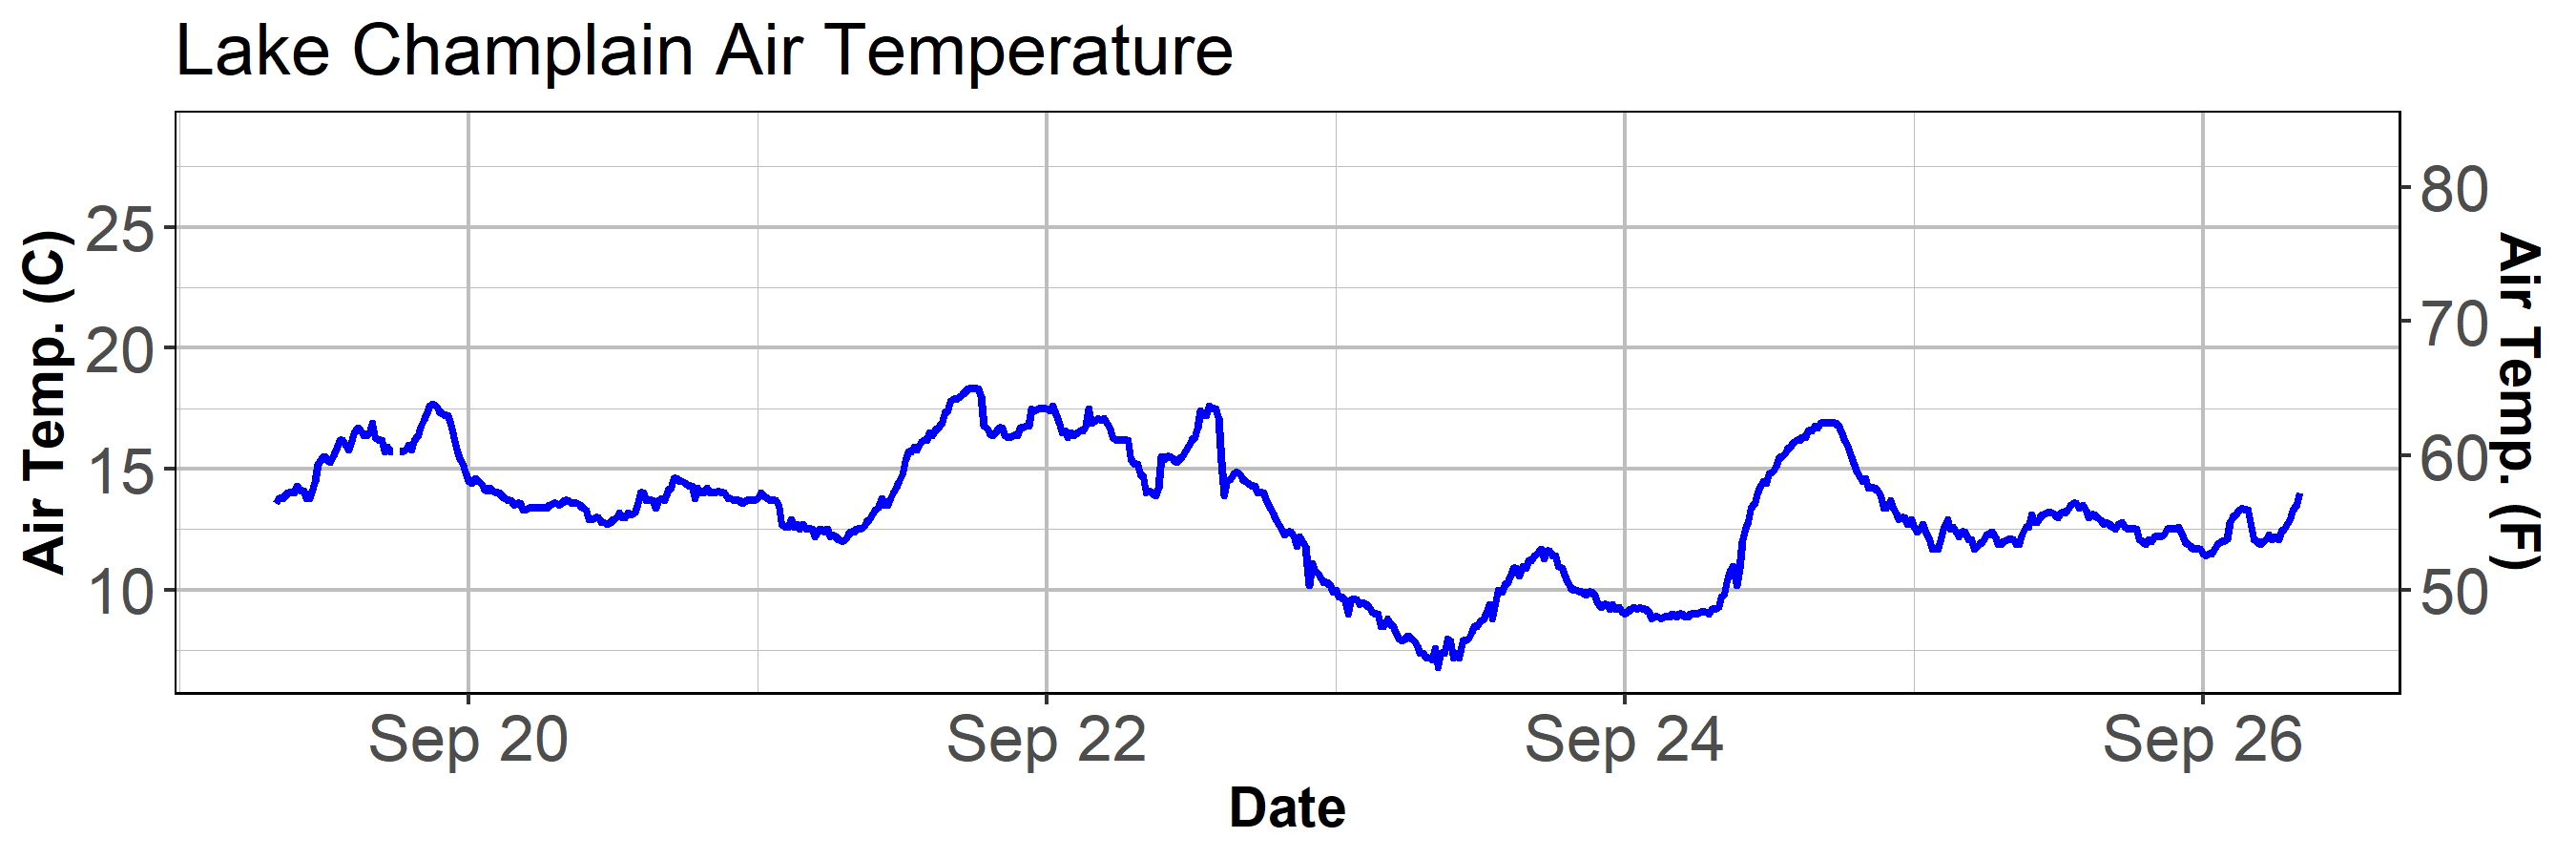 Lake Champlain Air Temperature
Air Temp. (C)
25
20
15
10
80
70
60
50
Air Temp. (F)
Sep 20
Sep 22
Sep 24
Sep 26
Date